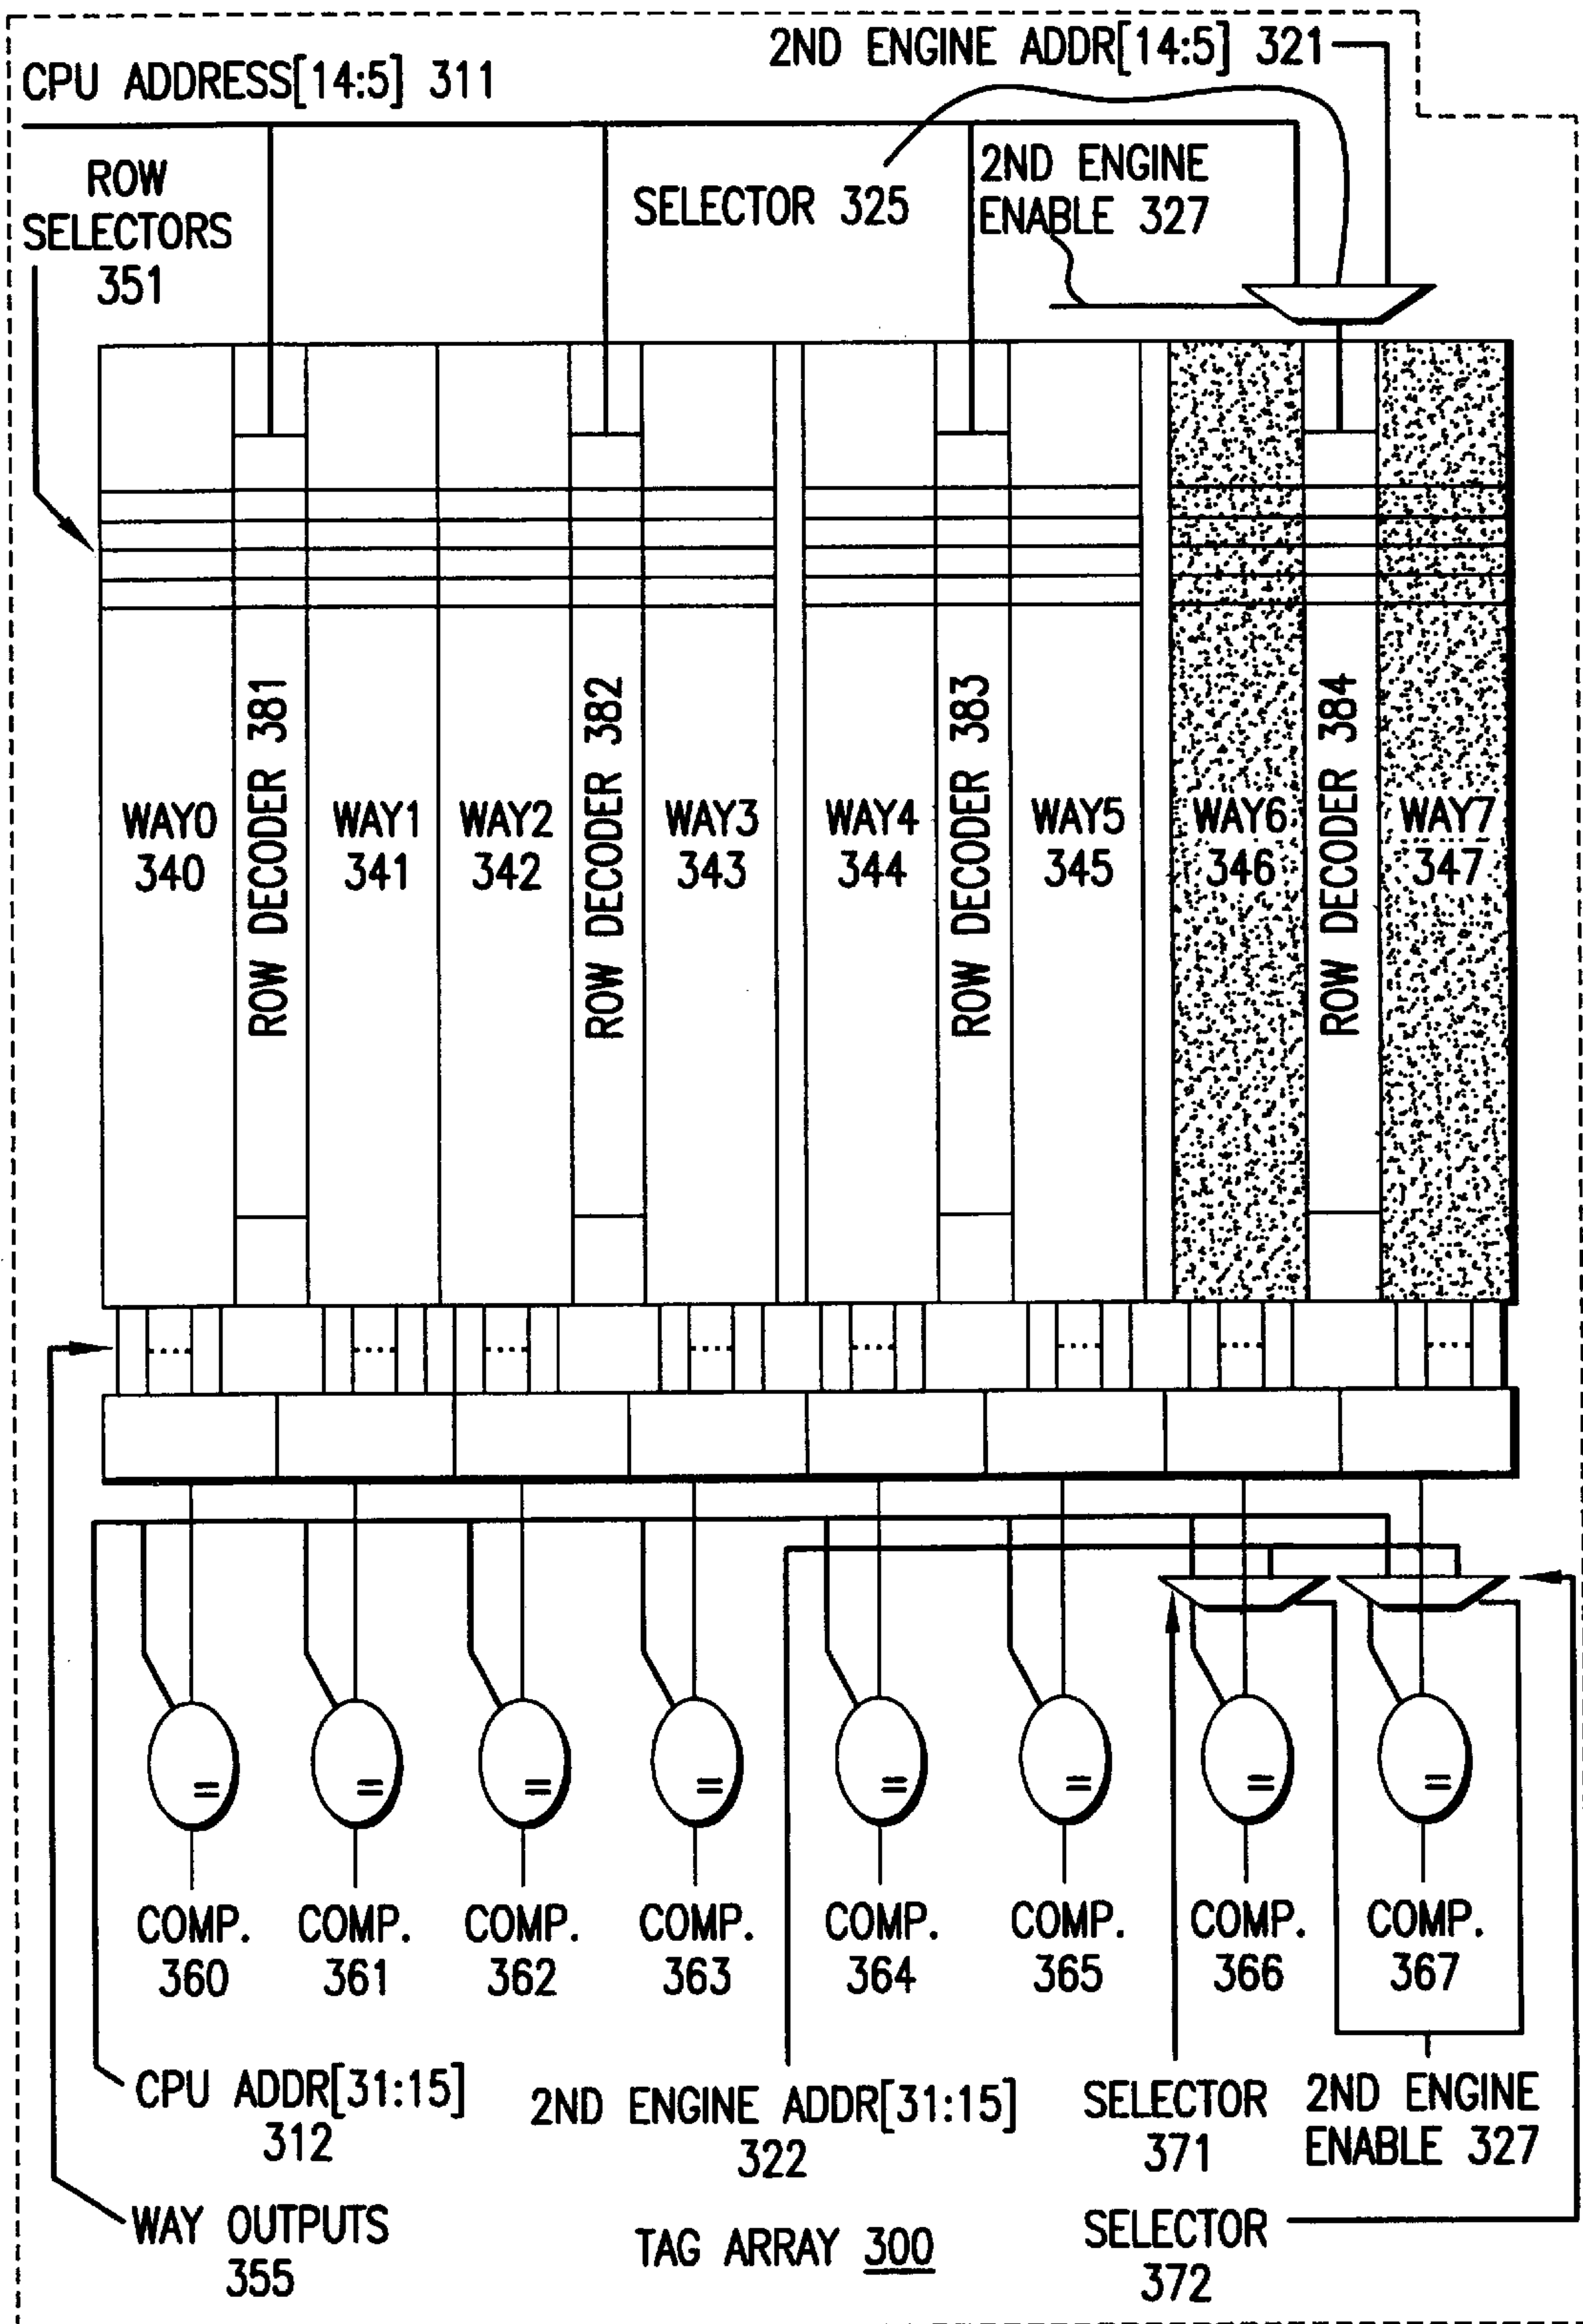 2ND ENGINE ADDR[14:5] 321
CPU ADDRESS[14:5] 311
ROW
SELECTORS
351
SELECTOR 325
2ND ENGINE
ENABLE 327
ROW DECODER 381
ROW DECODER 382
ROW DECODER 383
ROW DECODER 384
WAY0
340
WAY1
341
WAY2
342
WAY3
343
WAY4
344
WAY5
345
WAY6
346
WAY7
347
=
=
=
=
=
=
=
=
COMP.
360
COMP.
361
COMP.
362
COMP.
363
COMP.
364
COMP.
365
COMP.
366
COMP.
367
CPU ADDR[31:15]
312
2ND ENGINE ADDR[31:15]
322
SELECTOR
371
2ND ENGINE
ENABLE 327
WAY OUTPUTS
355
TAG ARRAY 300
SELECTOR
372